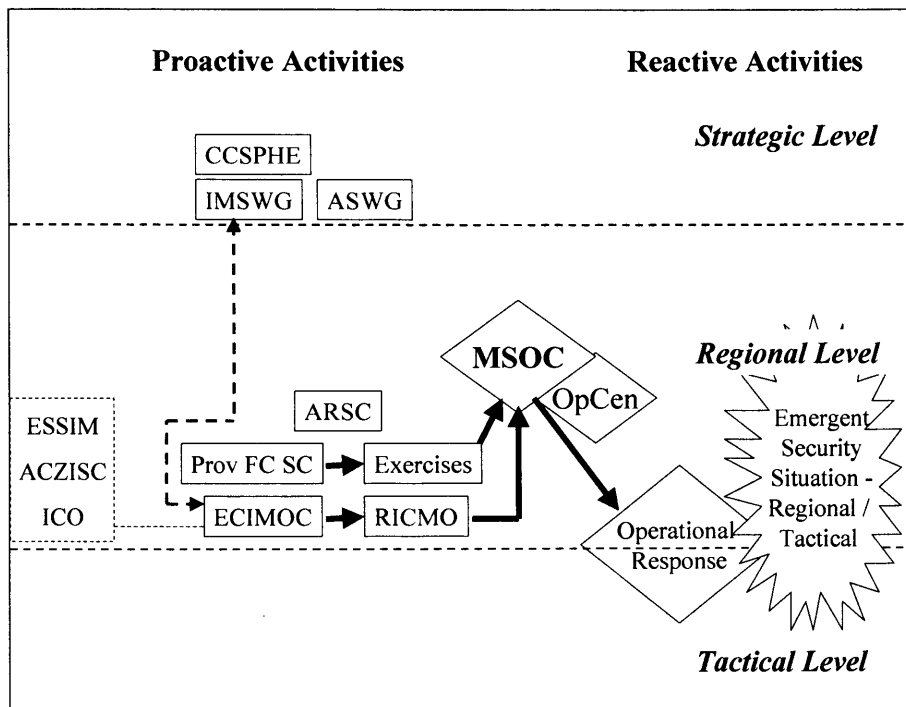 Proactive Activities
Reactive Activities
Strategic Level
CCSPHE
IMSWG
ASWG
MSOC
Regional Level
OpCen
ARSC
ESSIM
ACZISC
ICO
Prov FC SC
Exercises
ECIMOC
RICMO
Emergent
Security
Situation -
Regional /
Tactical
Operational
Response
Tactical Level